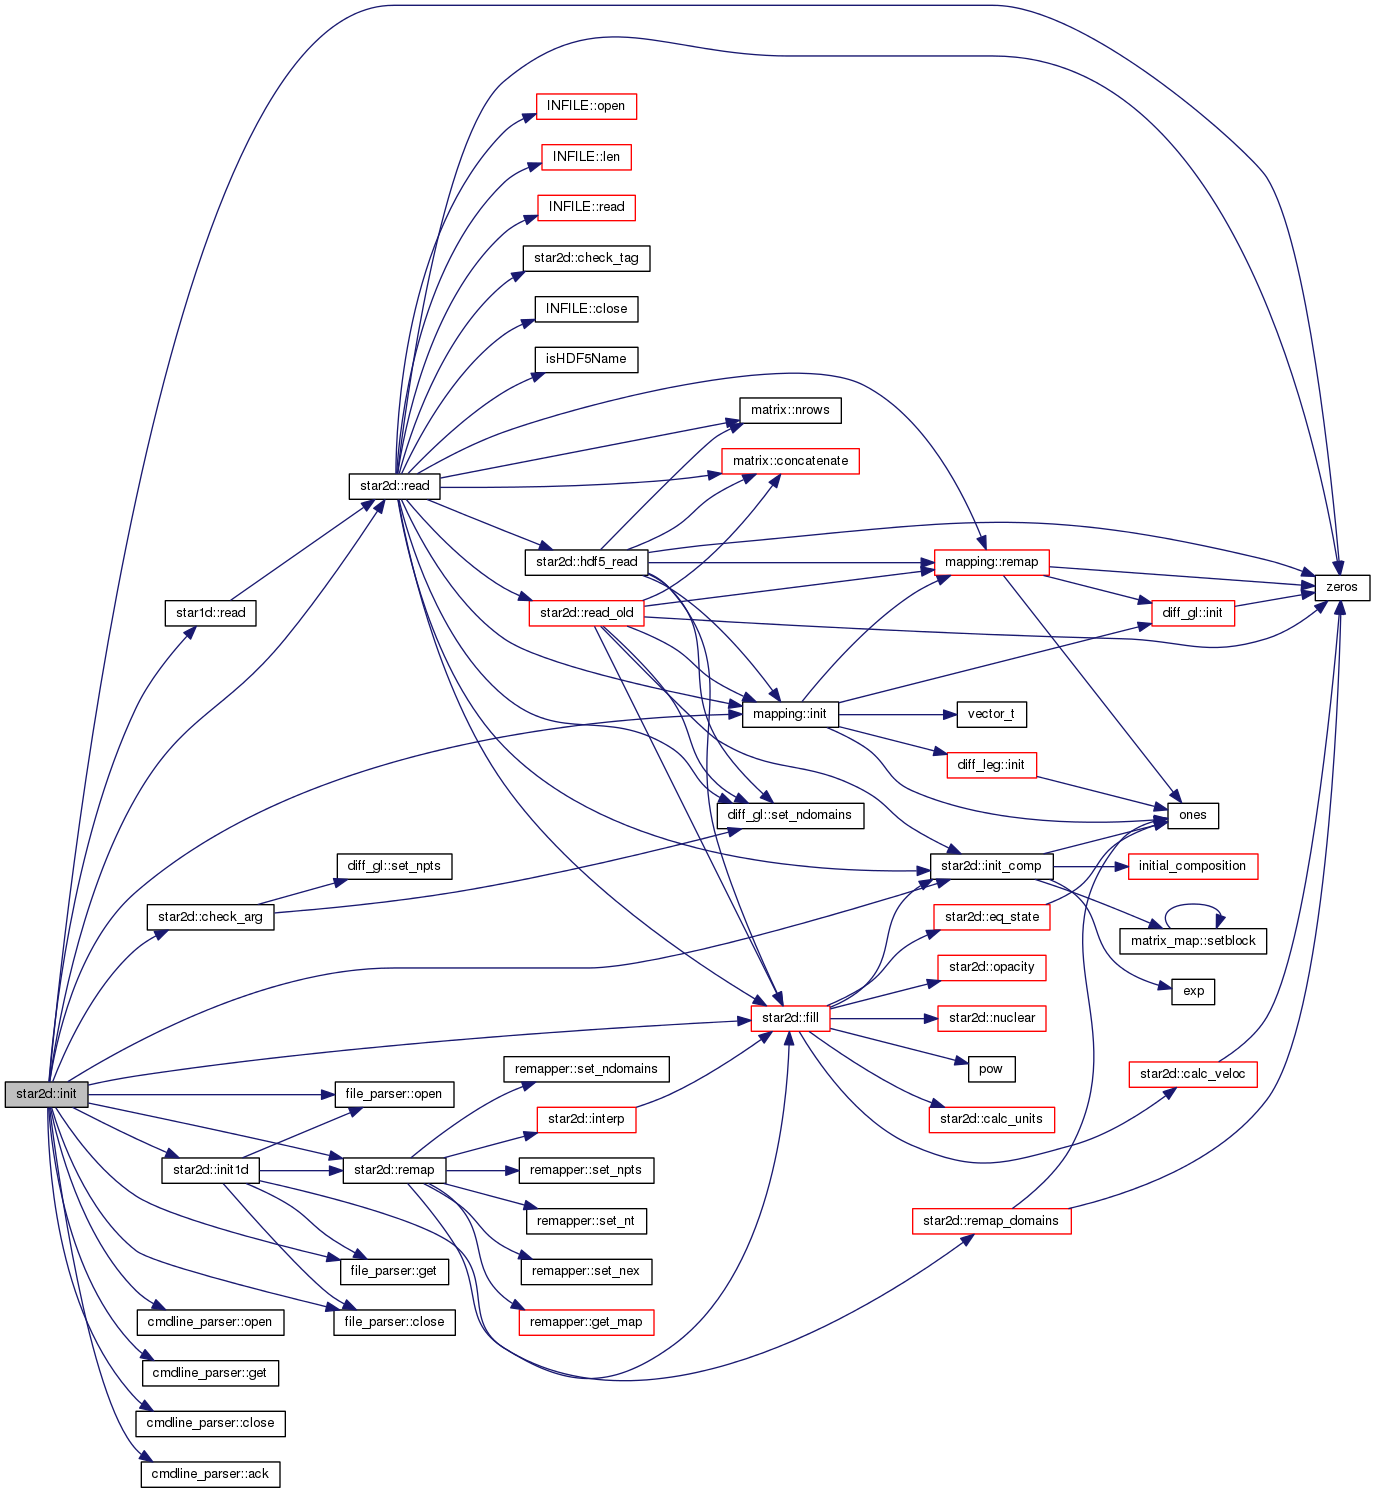 INFILE::open
INFILE::len
INFILE::read
star2d::check_tag
INFILE::close
isHDF5Name
matrix::nrows
matrix::concatenate
star2d::read
star2d::hdf5_read
mapping::remap
zeros
star1d::read
star2d::read_old
diff_gl::init
mapping::init
vector_t
diff_leg::init
diff_gl::set_ndomains
ones
diff_gl::set_npts
star2d::init_comp
initial_composition
star2d::check_arg
star2d::eq_state
matrix_map::setblock
star2d::opacity
exp
star2d::fill
star2d::nuclear
remapper::set_ndomains
pow
star2d::calc_veloc
star2d::init
file_parser::open
star2d::interp
star2d::calc_units
star2d::init1d
star2d::remap
remapper::set_npts
remapper::set_nt
star2d::remap_domains
file_parser::get
remapper::set_nex
cmdline_parser::open
file_parser::close
remapper::get_map
cmdline_parser::get
cmdline_parser::close
cmdline_parser::ack